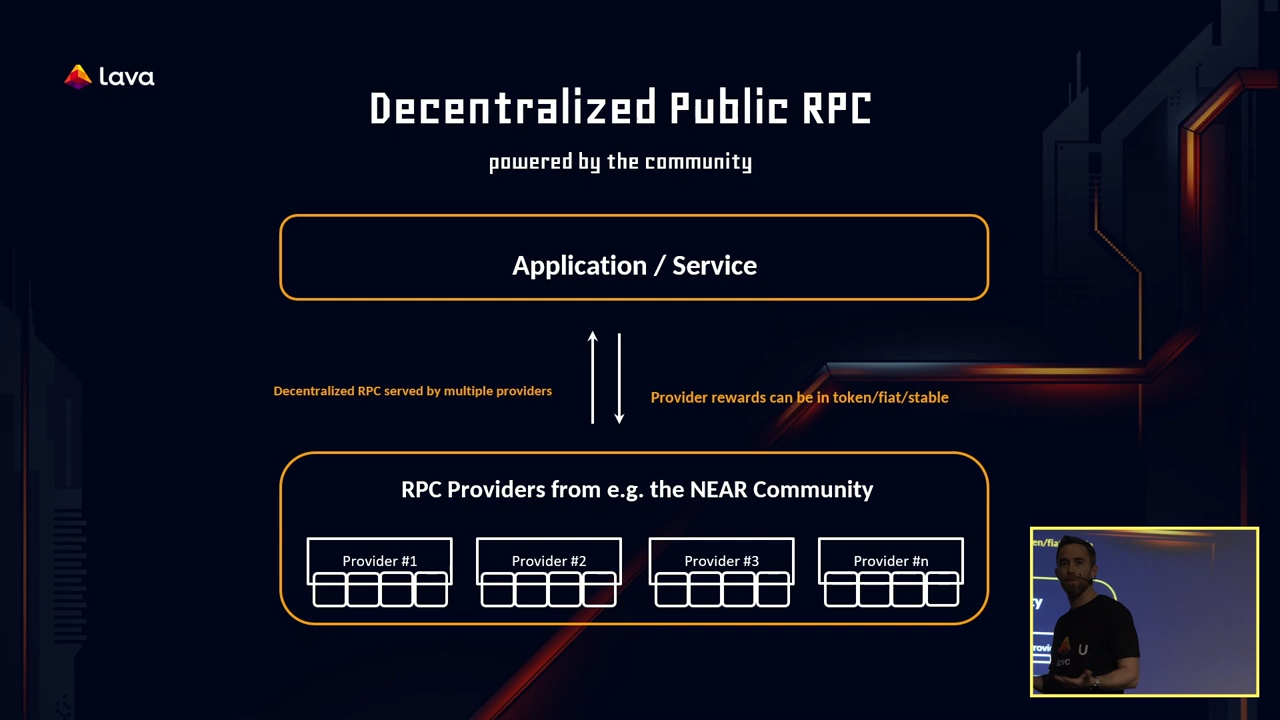 lava
Decentralized Public RPC
powered by the community
Application / Service
Decentralized RPC served by multiple providers
Provider rewards can be in token/fiat/stable
RPC Providers from e.g. the NEAR Community
Provider #1
Provider #2
Provider #3
Provider #n